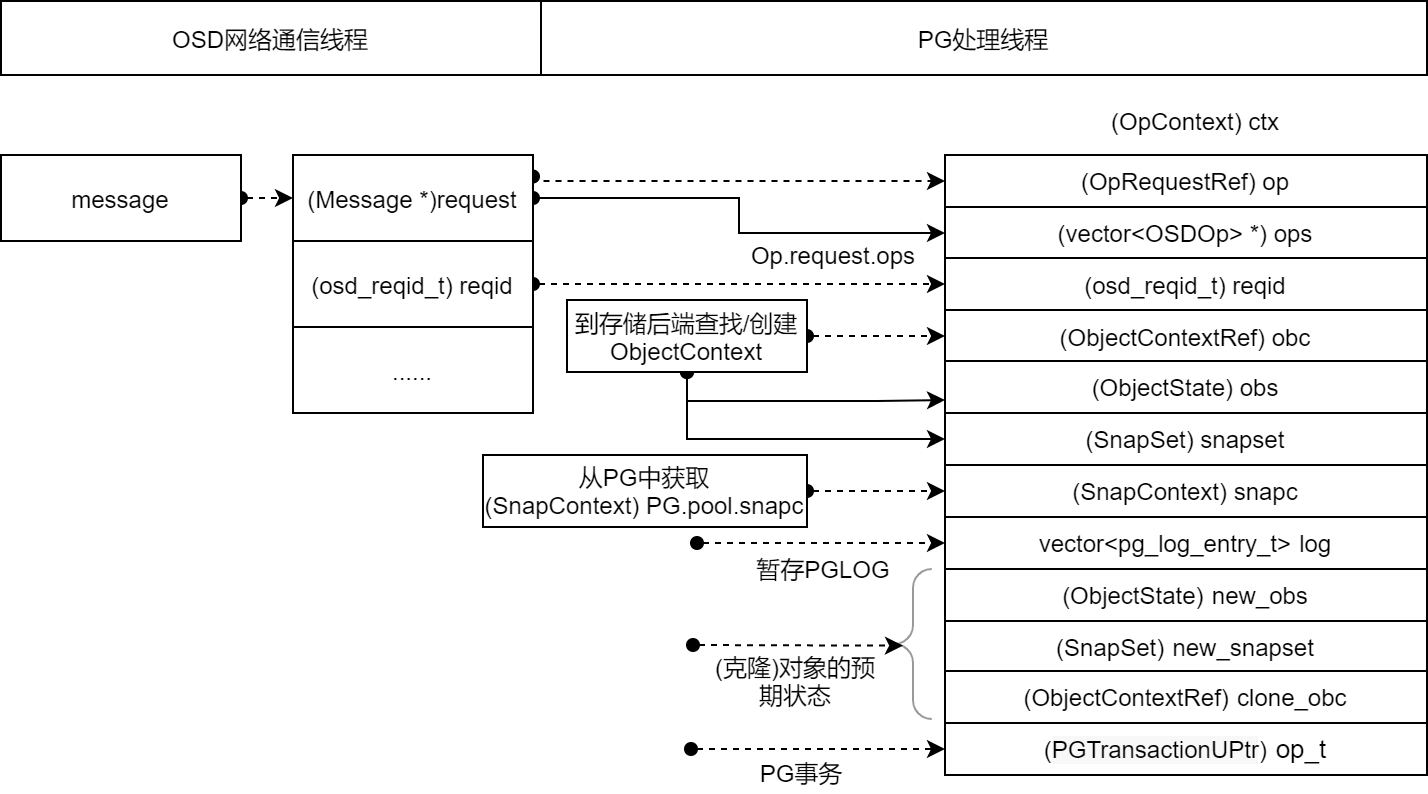 OSD网络通信线程
PG处理线程
(OpContext) ctx
message
(Message *)request
(OpRequestRef) op
(vector<OSDOp> *) ops
Op.request.ops
(osd_reqid_t) reqid
(osd_reqid_t) reqid
到存储后端查找/创建
ObjectContext
(ObjectContextRef) obc
......
(ObjectState) obs
(SnapSet) snapset
从PG中获取
(SnapContext) PG.pool.snapc
(SnapContext) snapc
vector<pg_log_entry_t> log
暂存PGLOG
(ObjectState) new_obs
(SnapSet) new_snapset
(克隆)对象的预
期状态
(ObjectContextRef) clone_obc
(PGTransactionUPtr) op_t
PG事务